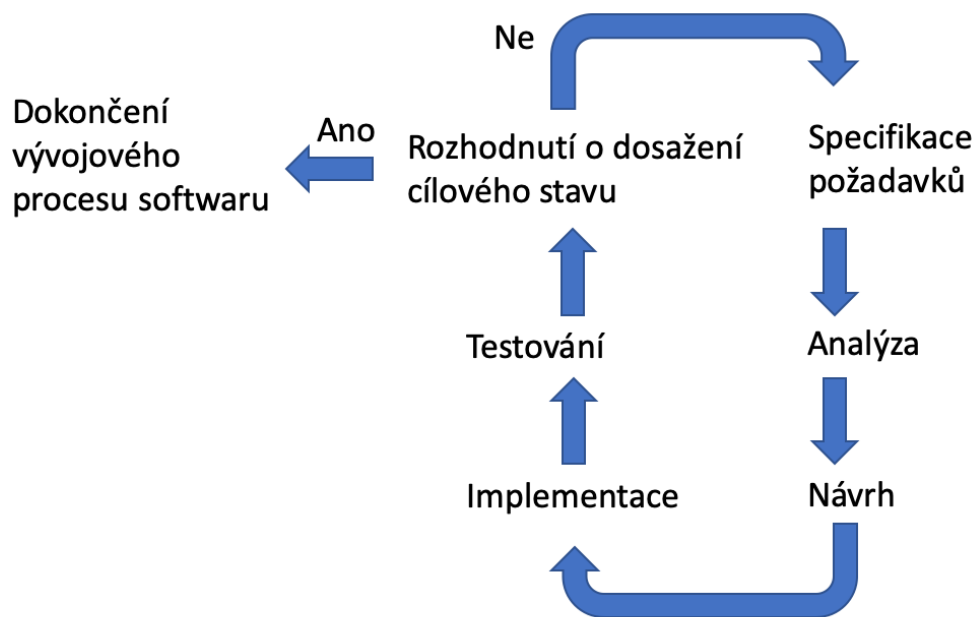 Ne
Dokončení
vývojového
procesu softwaru
Ano
Rozhodnutí o dosažení
cílového stavu
Specifikace
požadavků
Testování
Analýza
Implementace
Návrh